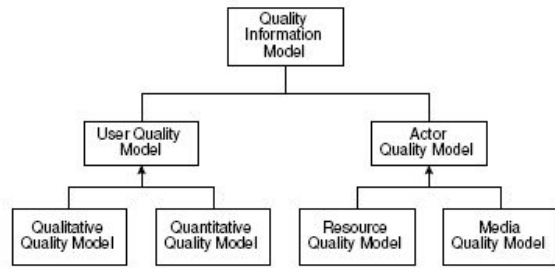 Quality
Information
Model
User Quality
Model
Actor
Quality Model
Qualitative
Quality Model
Quantitative
Quality Model
Resource
Quality Model
Media
Quality Model